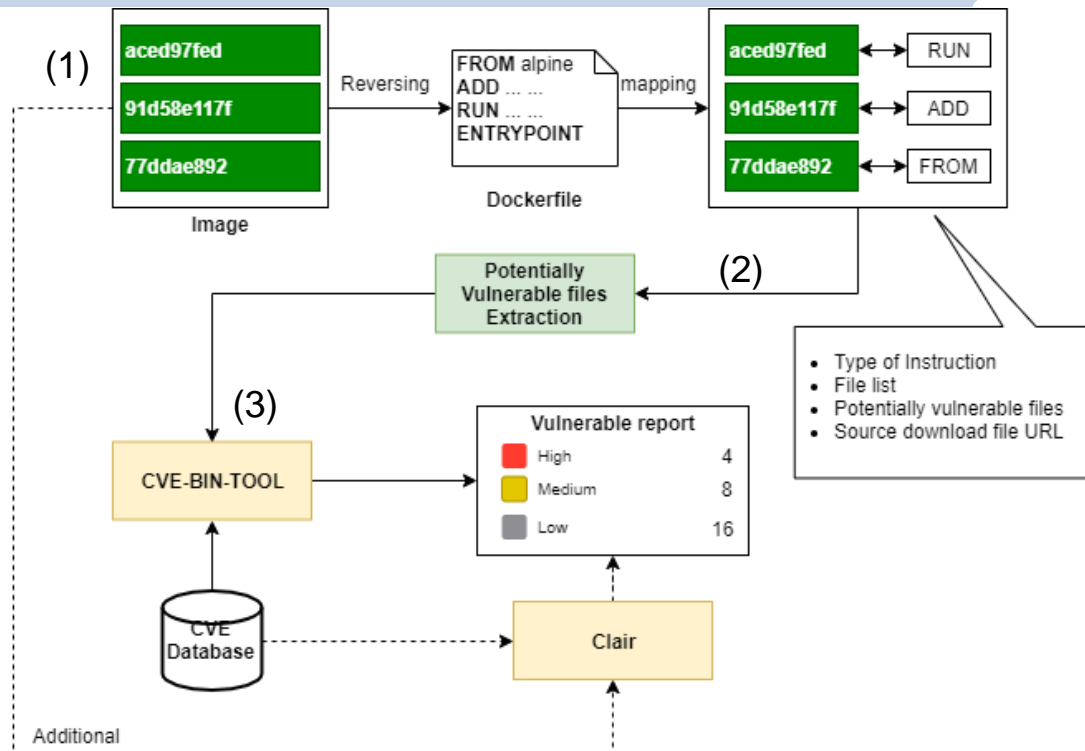 (1)
aced97fed
91d58e117f
77ddae892
Image
Reversing
FROM alpine
ADD ... ...
RUN ... ...
ENTRYPOINT
Dockerfile
mapping
aced97fed
RUN
91d58e117f
ADD
77ddae892
FROM
(2)
Potentially
Vulnerable files
Extraction
• Type of Instruction
• File list
• Potentially vulnerable files
• Source download file URL
(3)
CVE-BIN-TOOL
Vulnerable report
High 4
Medium 8
Low 16
CVE
Database
Clair
Additional